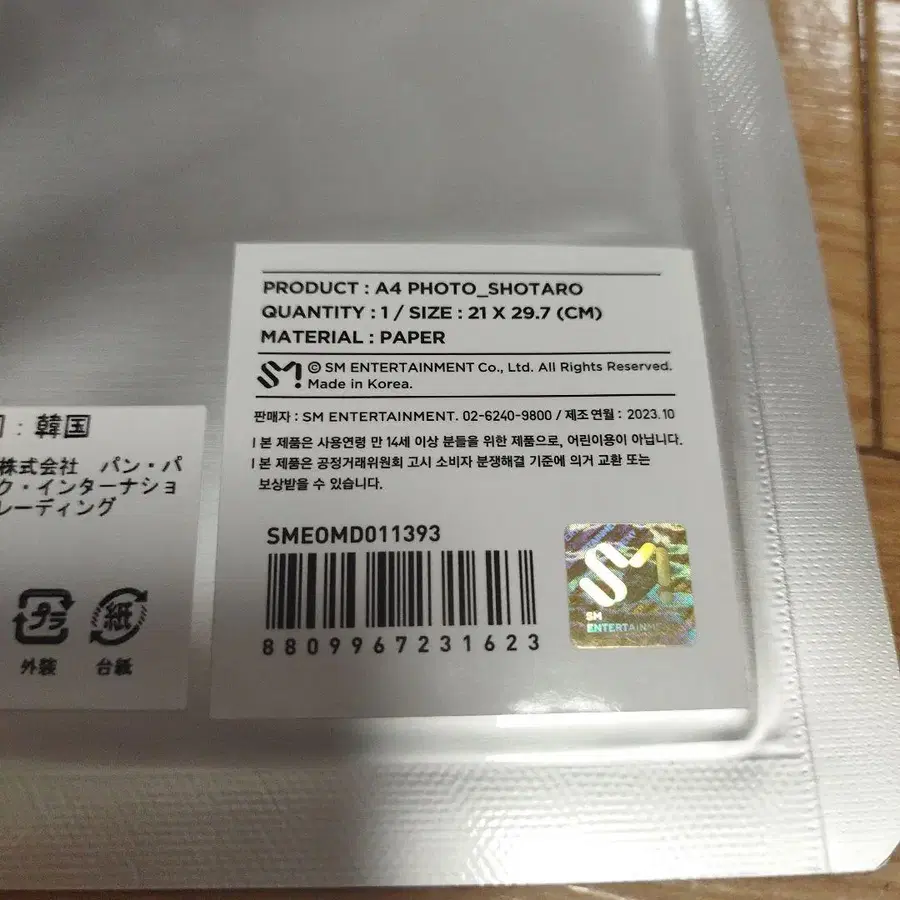 PRODUCT : A4 PHOTO_SHOTARO
QUANTITY : 1 / SIZE : 21 X 29.7 (CM)
MATERIAL : PAPER
SM! © SM ENTERTAINMENT Co., Ltd. All Rights Reserved.
Made in Korea.
판매자 : SM ENTERTAINMENT. 02-6240-9800 / 제조연월 : 2023.10
I 본 제품은 사용연령 만 14세 이상 분들을 위한 제품으로, 어린이용이 아닙니다.
I 본 제품은 공정거래위원회 고시 소비자 분쟁해결 기준에 의거 교환 또는
보상받을 수 있습니다.
SMEOMD011393
8809967231623
SM!
SM
ENTERTAINMENT
: 韓国
株式会社 パン・パ
ク・インターナショ
レーディング
プラ
外装
紙
台紙